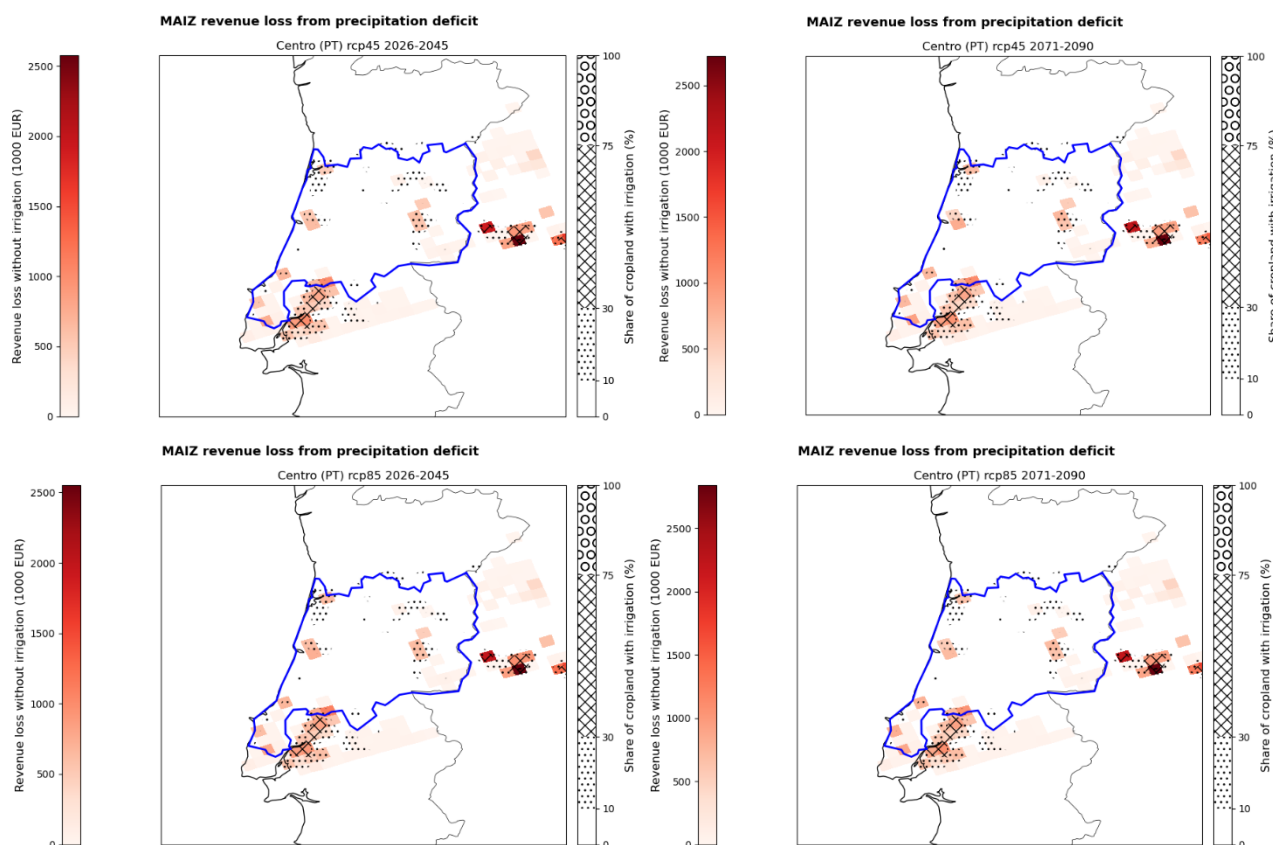 MAIZ revenue loss from precipitation deficit
Centro (PT) rcp45 2026-2045
Revenue loss without irrigation (1000 EUR)
2500
2000
1500
1000
500
0
Share of cropland with irrigation (%)
100
75
30
10
0
MAIZ revenue loss from precipitation deficit
Centro (PT) rcp45 2071-2090
Revenue loss without irrigation (1000 EUR)
2500
2000
1500
1000
500
0
Share of cropland with irrigation (%)
100
75
30
10
0
MAIZ revenue loss from precipitation deficit
Centro (PT) rcp85 2026-2045
Revenue loss without irrigation (1000 EUR)
2500
2000
1500
1000
500
0
Share of cropland with irrigation (%)
100
75
30
10
0
MAIZ revenue loss from precipitation deficit
Centro (PT) rcp85 2071-2090
Revenue loss without irrigation (1000 EUR)
2500
2000
1500
1000
500
0
Share of cropland with irrigation (%)
100
75
30
10
0